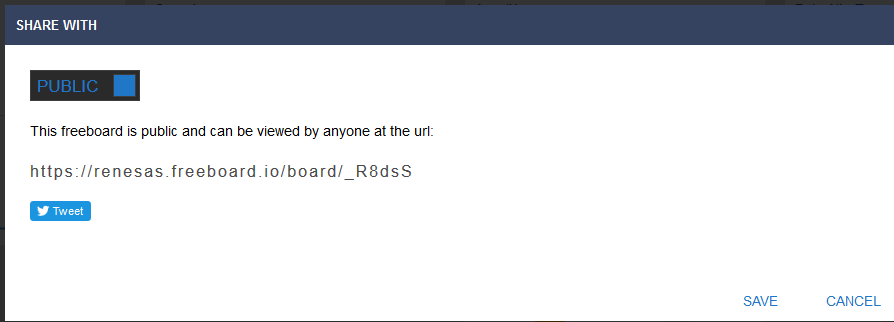 SHARE WITH
PUBLIC
This freeboard is public and can be viewed by anyone at the url:
https://renesas.freeboard.io/board/_R8dsS
Tweet
SAVE CANCEL